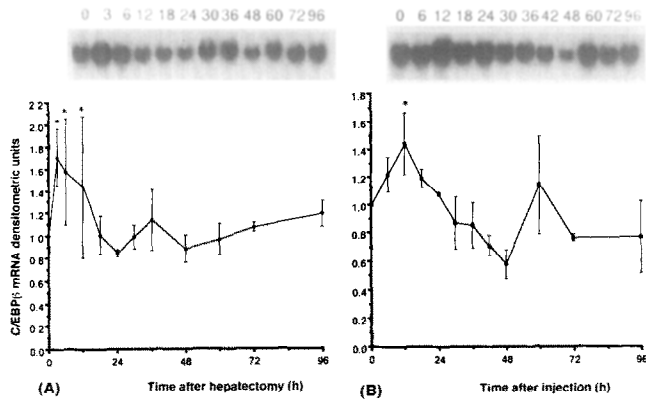 0 3 6 12 18 24 30 36 48 60 72 96
0 6 12 18 24 30 36 42 48 60 72 96
C/EBPβ mRNA densitometric units
2.2
2.0
1.8
1.6
1.4
1.2
1.0
0.8
0.6
0.4
0.2
0.0
* * *
0 24 48 72 96
(A) Time after hepatectomy (h)
1.8
1.6
1.4
1.2
1.0
0.8
0.6
0.4
0.2
0.0
*
0 24 48 72 96
(B) Time after injection (h)